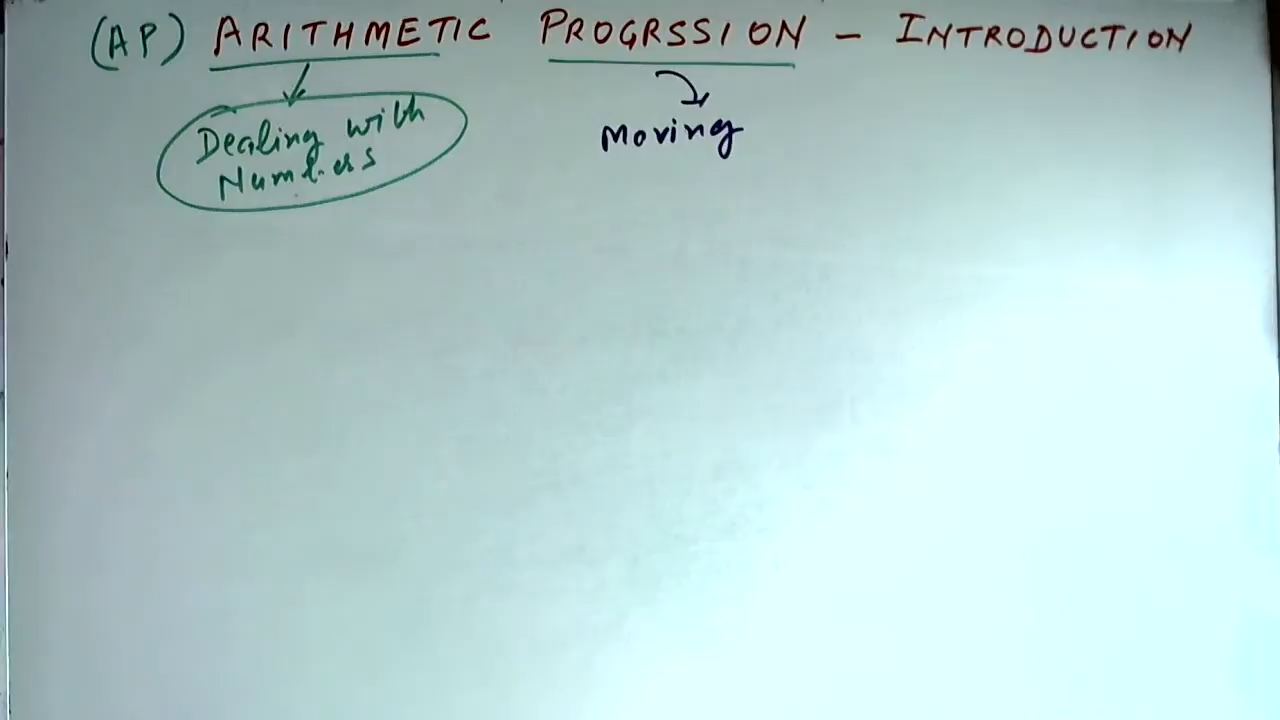 (AP) ARITHMETIC PROGRSSION - INTRODUCTION
Dealing with
Numbers
Moving